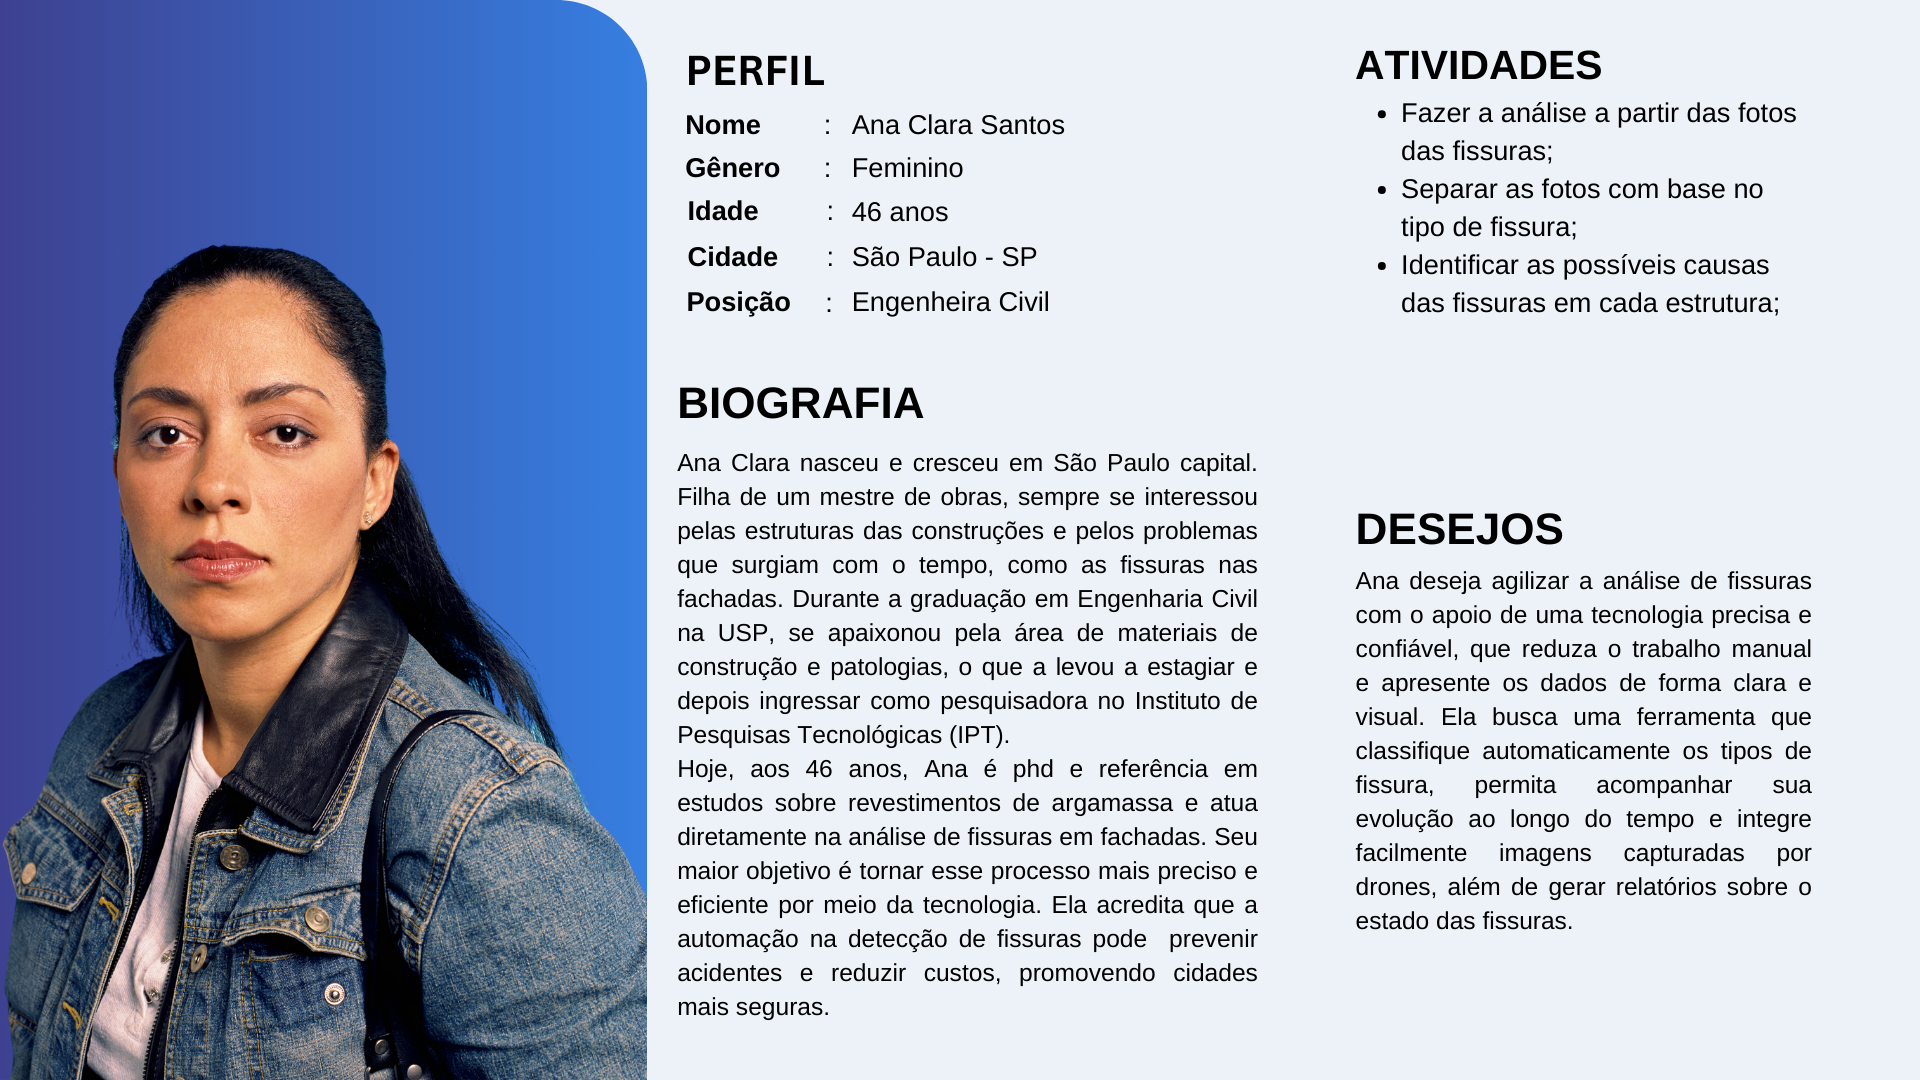 PERFIL
Nome : Ana Clara Santos
Gênero : Feminino
Idade : 46 anos
Cidade : São Paulo - SP
Posição : Engenheira Civil
BIOGRAFIA
Ana Clara nasceu e cresceu em São Paulo capital.
Filha de um mestre de obras, sempre se interessou
pelas estruturas das construções e pelos problemas
que surgiam com o tempo, como as fissuras nas
fachadas. Durante a graduação em Engenharia Civil
na USP, se apaixonou pela área de materiais de
construção e patologias, o que a levou a estagiar e
depois ingressar como pesquisadora no Instituto de
Pesquisas Tecnológicas (IPT).
Hoje, aos 46 anos, Ana é phd e referência em
estudos sobre revestimentos de argamassa e atua
diretamente na análise de fissuras em fachadas. Seu
maior objetivo é tornar esse processo mais preciso e
eficiente por meio da tecnologia. Ela acredita que a
automação na detecção de fissuras pode  prevenir
acidentes e reduzir custos, promovendo cidades
mais seguras.
ATIVIDADES
• Fazer a análise a partir das fotos
das fissuras;
• Separar as fotos com base no
tipo de fissura;
• Identificar as possíveis causas
das fissuras em cada estrutura;
DESEJOS
Ana deseja agilizar a análise de fissuras
com o apoio de uma tecnologia precisa e
confiável, que reduza o trabalho manual
e apresente os dados de forma clara e
visual. Ela busca uma ferramenta que
classifique automaticamente os tipos de
fissura, permita acompanhar sua
evolução ao longo do tempo e integre
facilmente imagens capturadas por
drones, além de gerar relatórios sobre o
estado das fissuras.